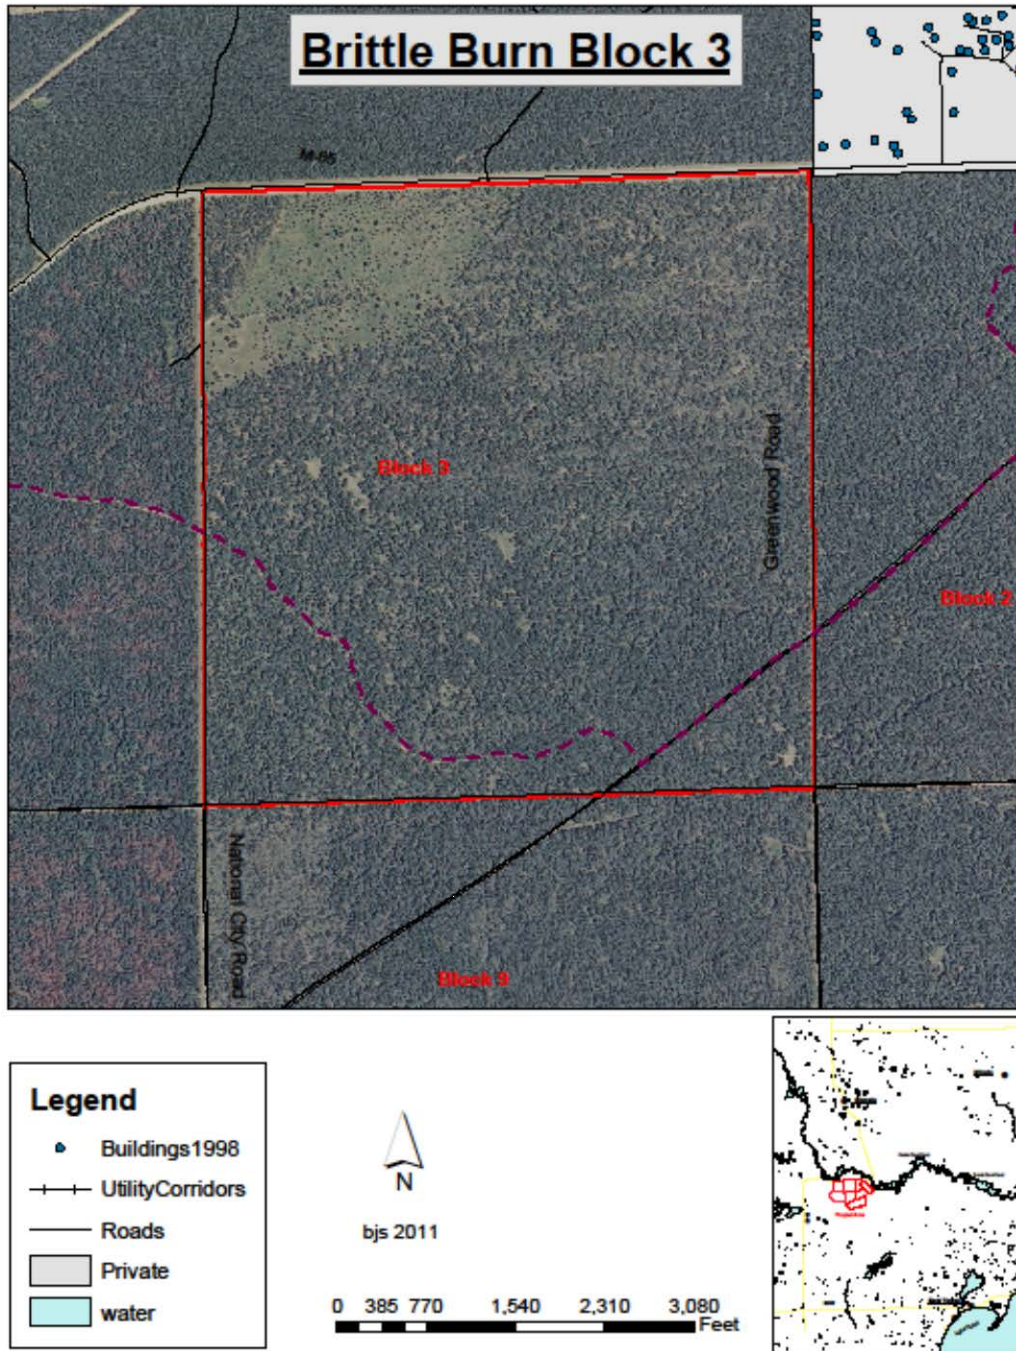 Brittle Burn Block 3
M-65
Block 3
Greenwood Road
Block 2
National City Road
Block 9
Legend
Buildings1998
UtilityCorridors
Roads
Private
water
N
bjs 2011
0 385 770 1,540 2,310 3,080
Feet